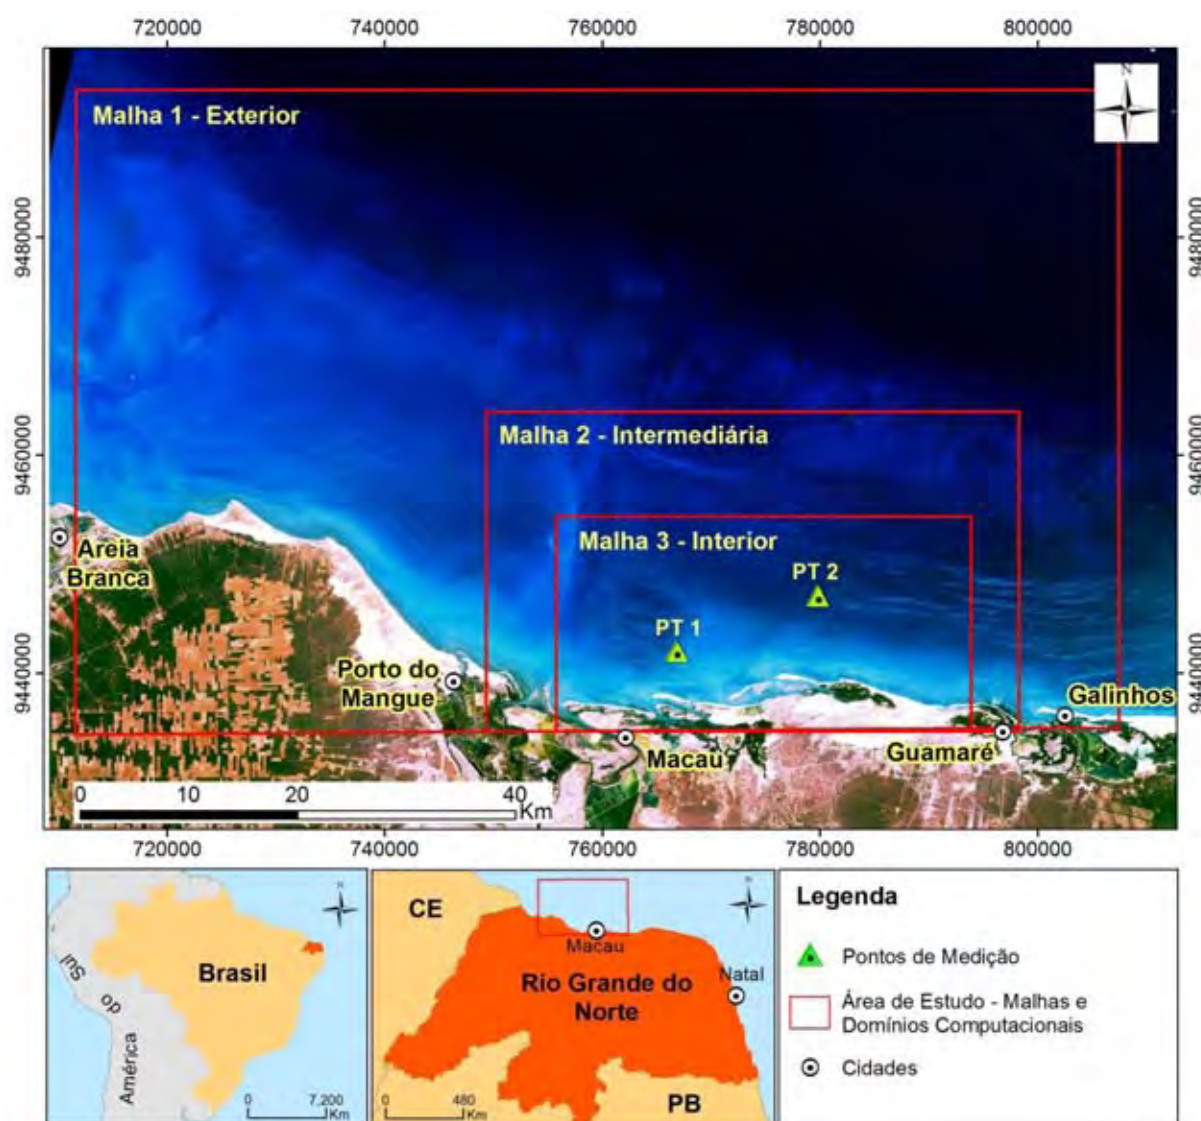 720000 740000 760000 780000 800000
N
Malha 1 - Exterior
9480000 9480000
Malha 2 - Intermediária
9460000 9460000
Malha 3 - Interior
Areia
Branca
PT 2
PT 1
Porto do
Mangue
9440000 9440000
Galinhos
Macau
Guamaré
0 10 20 40
Km
720000 740000 760000 780000 800000
Brasil
América
do
Sul
0 7,200
Km
CE
Macau
Natal
Rio Grande do
Norte
PB
0 480
Km
Legenda
Pontos de Medição
Área de Estudo - Malhas e
Domínios Computacionais
Cidades